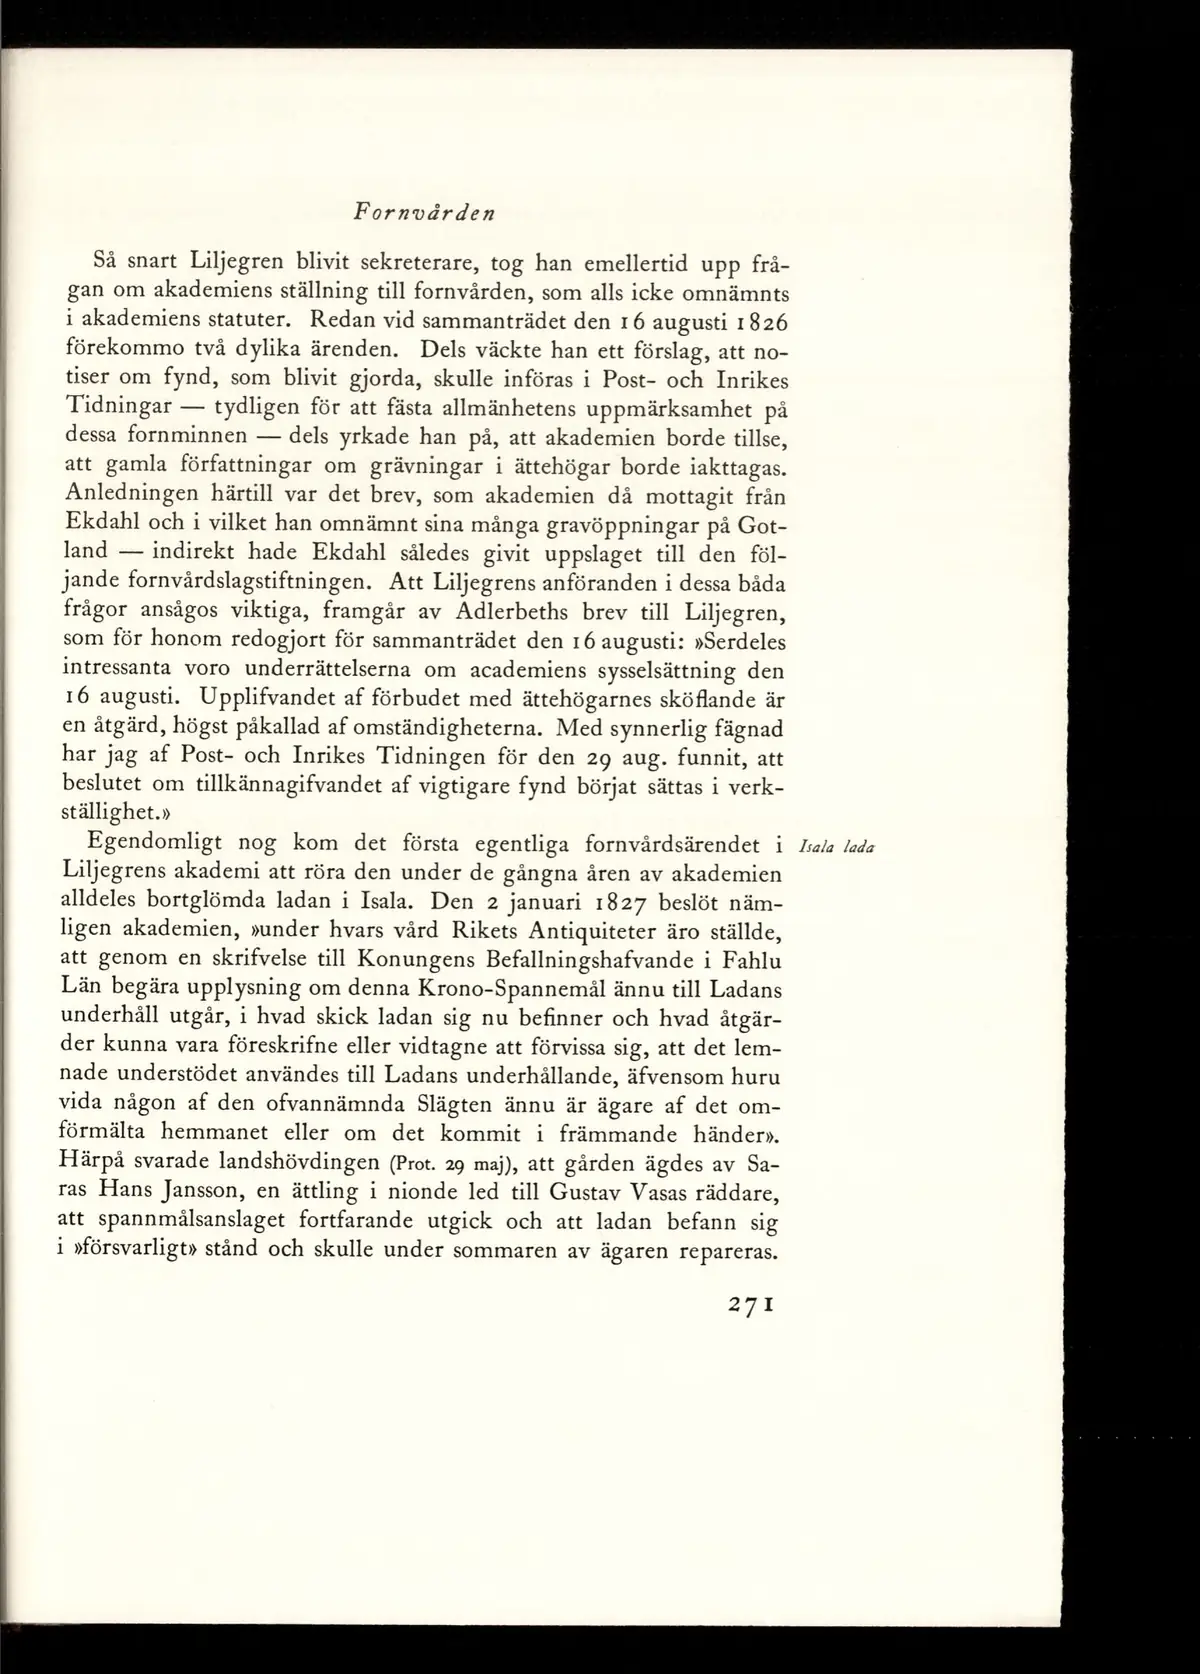 Fornvården
Så snart Liljegren blivit sekreterare, tog han emellertid upp frå-
gan om akademiens ställning till fornvården, som alls icke omnämnts
i akademiens statuter. Redan vid sammanträdet den 16 augusti 1826
förekommo två dylika ärenden. Dels väckte han ett förslag, att no-
tiser om fynd, som blivit gjorda, skulle införas i Post- och Inrikes
Tidningar — tydligen för att fästa allmänhetens uppmärksamhet på
dessa fornminnen — dels yrkade han på, att akademien borde tillse,
att gamla författningar om grävningar i ättehögar borde iakttagas.
Anledningen härtill var det brev, som akademien då mottagit från
Ekdahl och i vilket han omnämnt sina många gravöppningar på Got-
land — indirekt hade Ekdahl således givit uppslaget till den föl-
jande fornvårdslagstiftningen. Att Liljegrens anföranden i dessa båda
frågor ansågos viktiga, framgår av Adlerbeths brev till Liljegren,
som för honom redogjort för sammanträdet den 16 augusti: »Serdeles
intressanta voro underrättelserna om academiens sysselsättning den
16 augusti. Upplifvandet af förbudet med ättehögarnes sköflande är
en åtgärd, högst påkallad af omständigheterna. Med synnerlig fägnad
har jag af Post- och Inrikes Tidningen för den 29 aug. funnit, att
beslutet om tillkännagifvandet af vigtigare fynd börjat sättas i verk-
ställighet.»
Egendomligt nog kom det första egentliga fornvårdsärendet i Isala lada
Liljegrens akademi att röra den under de gångna åren av akademien
alldeles bortglömda ladan i Isala. Den 2 januari 1827 beslöt näm-
ligen akademien, »under hvars vård Rikets Antiquiteter äro ställde,
att genom en skrifvelse till Konungens Befallningshafvande i Fahlu
Län begära upplysning om denna Krono-Spannemål ännu till Ladans
underhåll utgår, i hvad skick ladan sig nu befinner och hvad åtgär-
der kunna vara föreskrifne eller vidtagne att förvissa sig, att det lem-
nade understödet användes till Ladans underhållande, äfvensom huru
vida någon af den ofvannämnda Slägten ännu är ägare af det om-
förmälta hemmanet eller om det kommit i främmande händer».
Härpå svarade landshövdingen (Prot. 29 maj), att gården ägdes av Sa-
ras Hans Jansson, en ättling i nionde led till Gustav Vasas räddare,
att spannmålsanslaget fortfarande utgick och att ladan befann sig
i »försvarligt» stånd och skulle under sommaren av ägaren repareras.
271